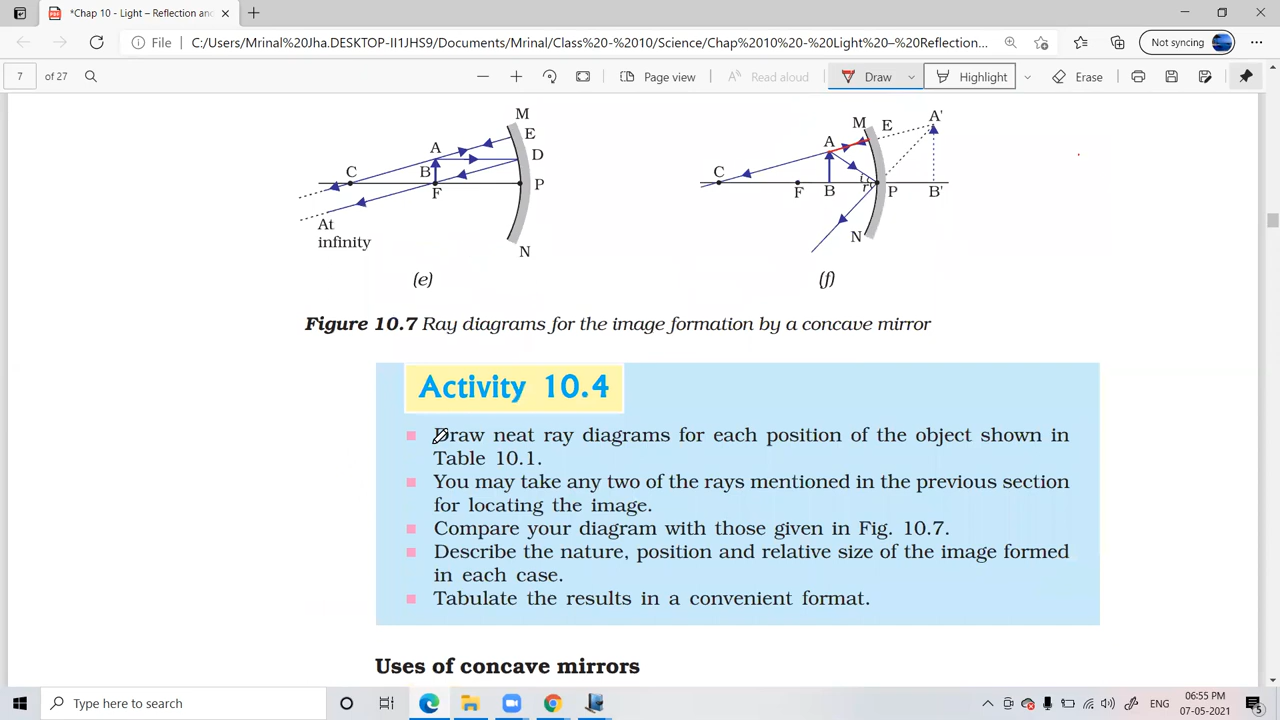 *Chap 10 - Light – Reflection an
File C:/Users/Mrinal%20Jha.DESKTOP-II1JHS9/Documents/Mrinal/Class%20-%2010/Science/Chap%2010%20-%20Light%20–%20Reflection... Not syncing
7 of 27 Page view Read aloud Draw Highlight Erase
M
E
A
D
C
B
F
P
At
infinity
N
(e)
M E A'
A
C
F B i r P B'
N
(f)
Figure 10.7 Ray diagrams for the image formation by a concave mirror
Activity 10.4
Draw neat ray diagrams for each position of the object shown in
Table 10.1.
You may take any two of the rays mentioned in the previous section
for locating the image.
Compare your diagram with those given in Fig. 10.7.
Describe the nature, position and relative size of the image formed
in each case.
Tabulate the results in a convenient format.
Uses of concave mirrors
Type here to search
ENG
06:55 PM
07-05-2021
5